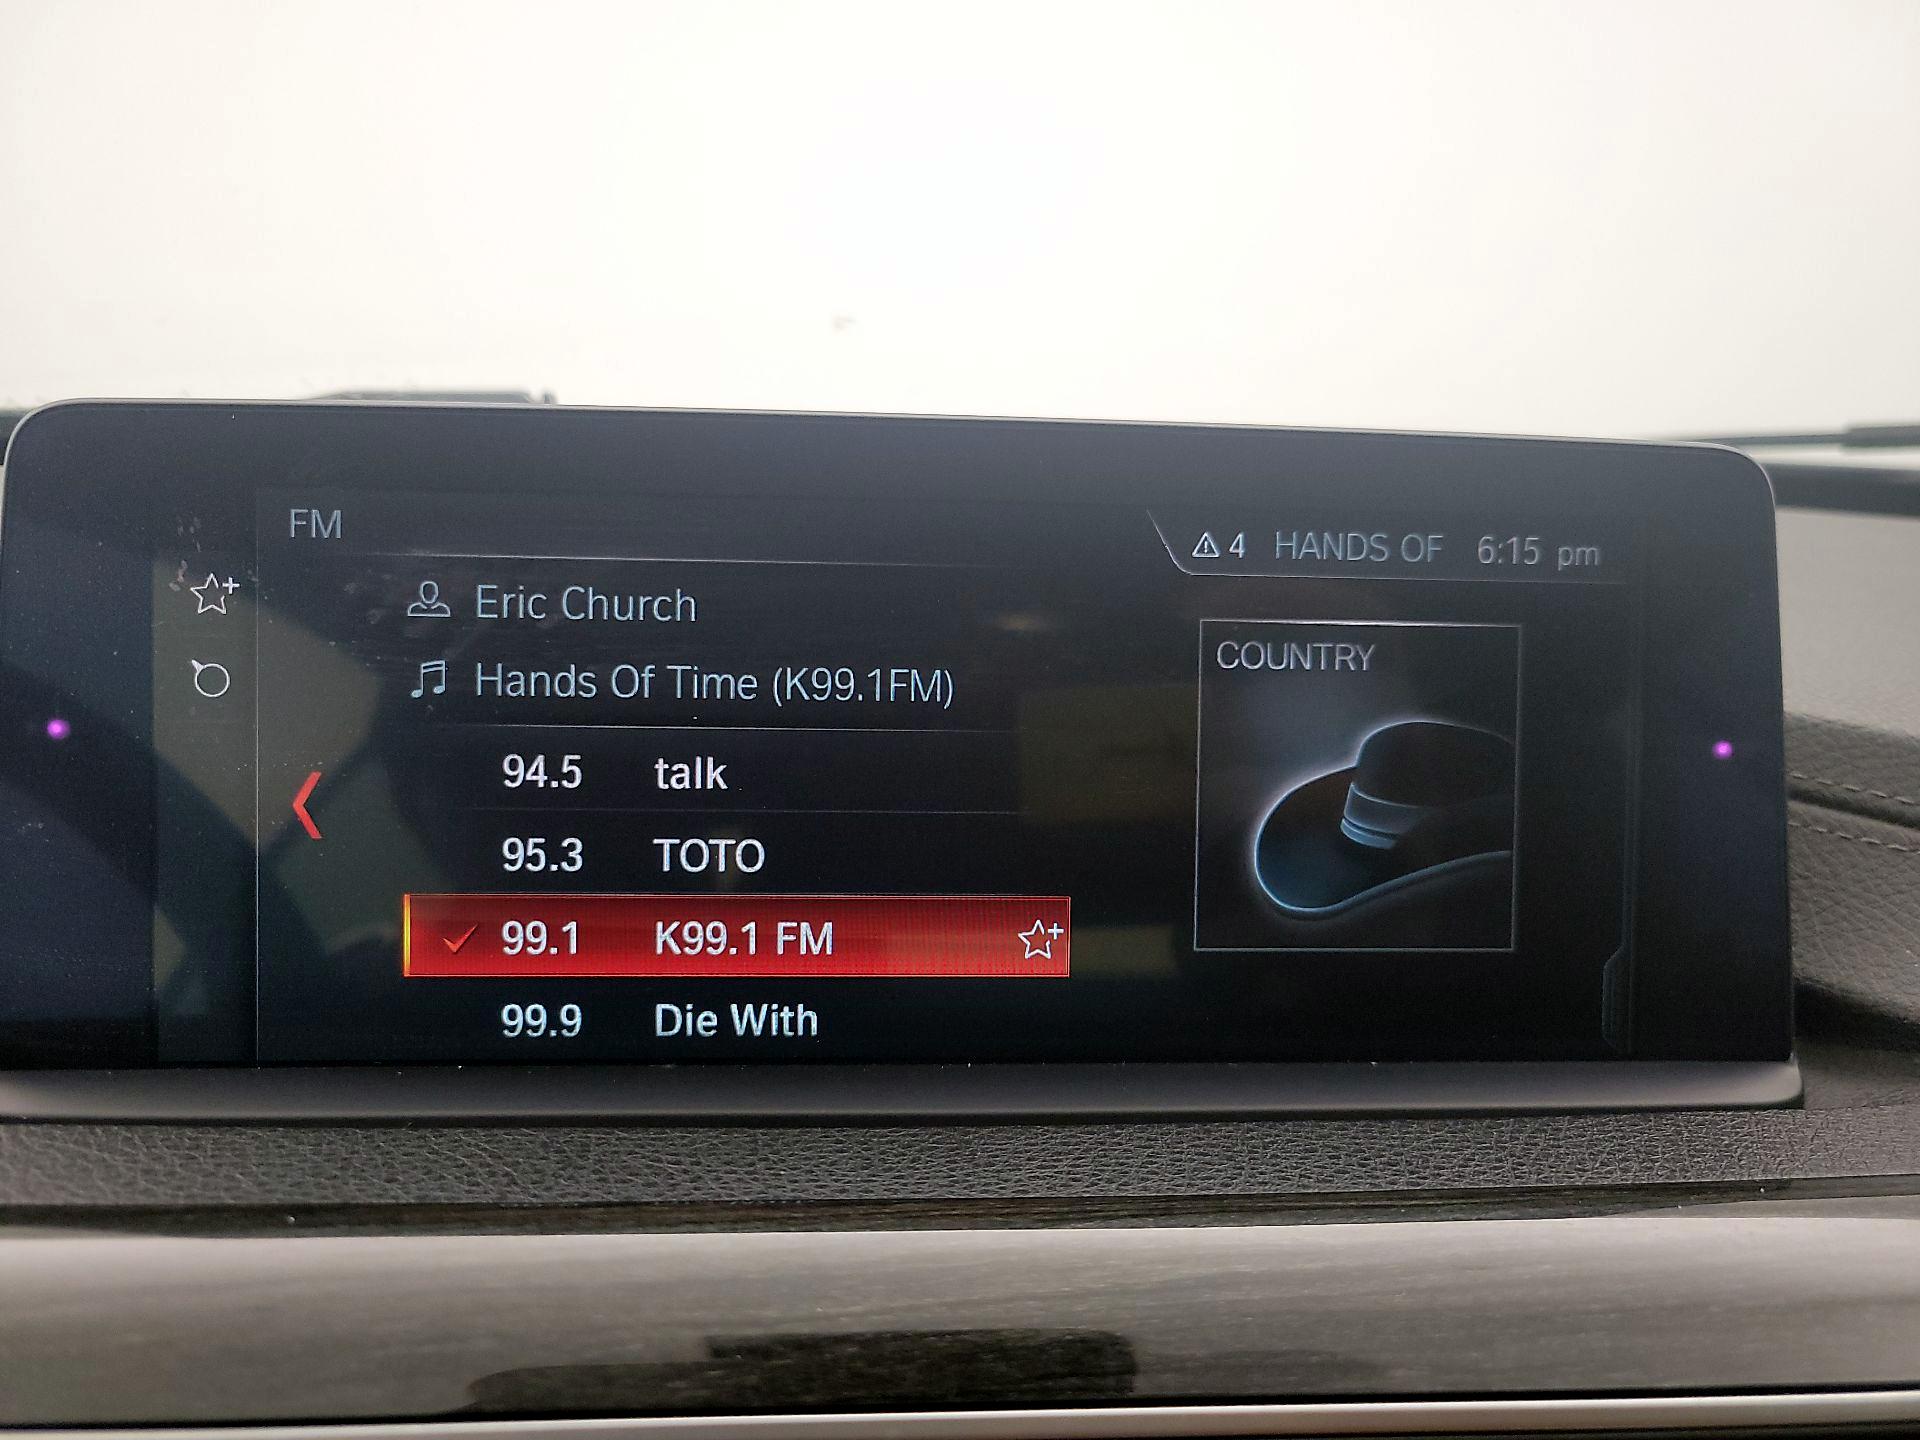 FM
4 HANDS OF 6:15 pm
Eric Church
Hands Of Time (K99.1FM)
COUNTRY
94.5 talk
95.3 TOTO
99.1 K99.1 FM
99.9 Die With